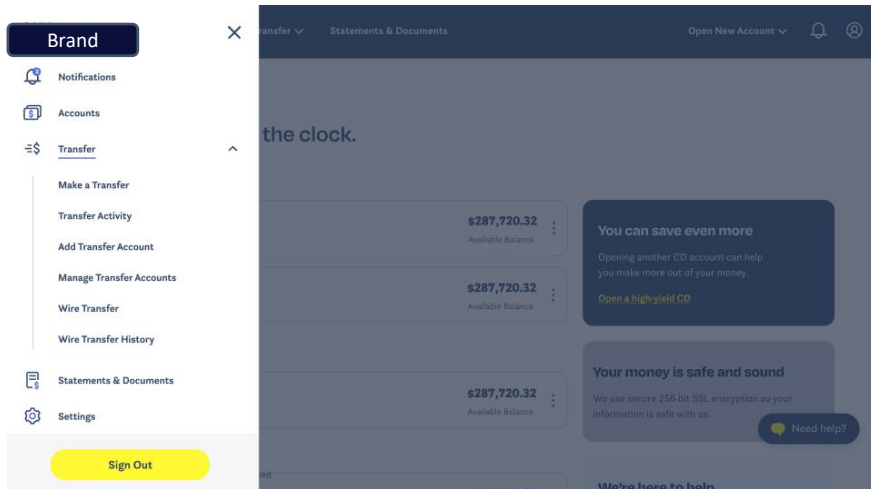 Brand
Notifications
Accounts
Transfer
Make a Transfer
Transfer Activity
Add Transfer Account
Manage Transfer Accounts
Wire Transfer
Wire Transfer History
Statements & Documents
Settings
Sign Out
Statements & Documents
Open New Account
the clock.
$287,720.32
Available Balance
$287,720.32
Available Balance
$287,720.32
Available Balance
You can save even more
Opening another CD account can help
you make more out of your money.
Open a high-yield CD
Your money is safe and sound
We use secure 256-bit SSL encryption so your
information is safe with us.
Need help?
We're here to help